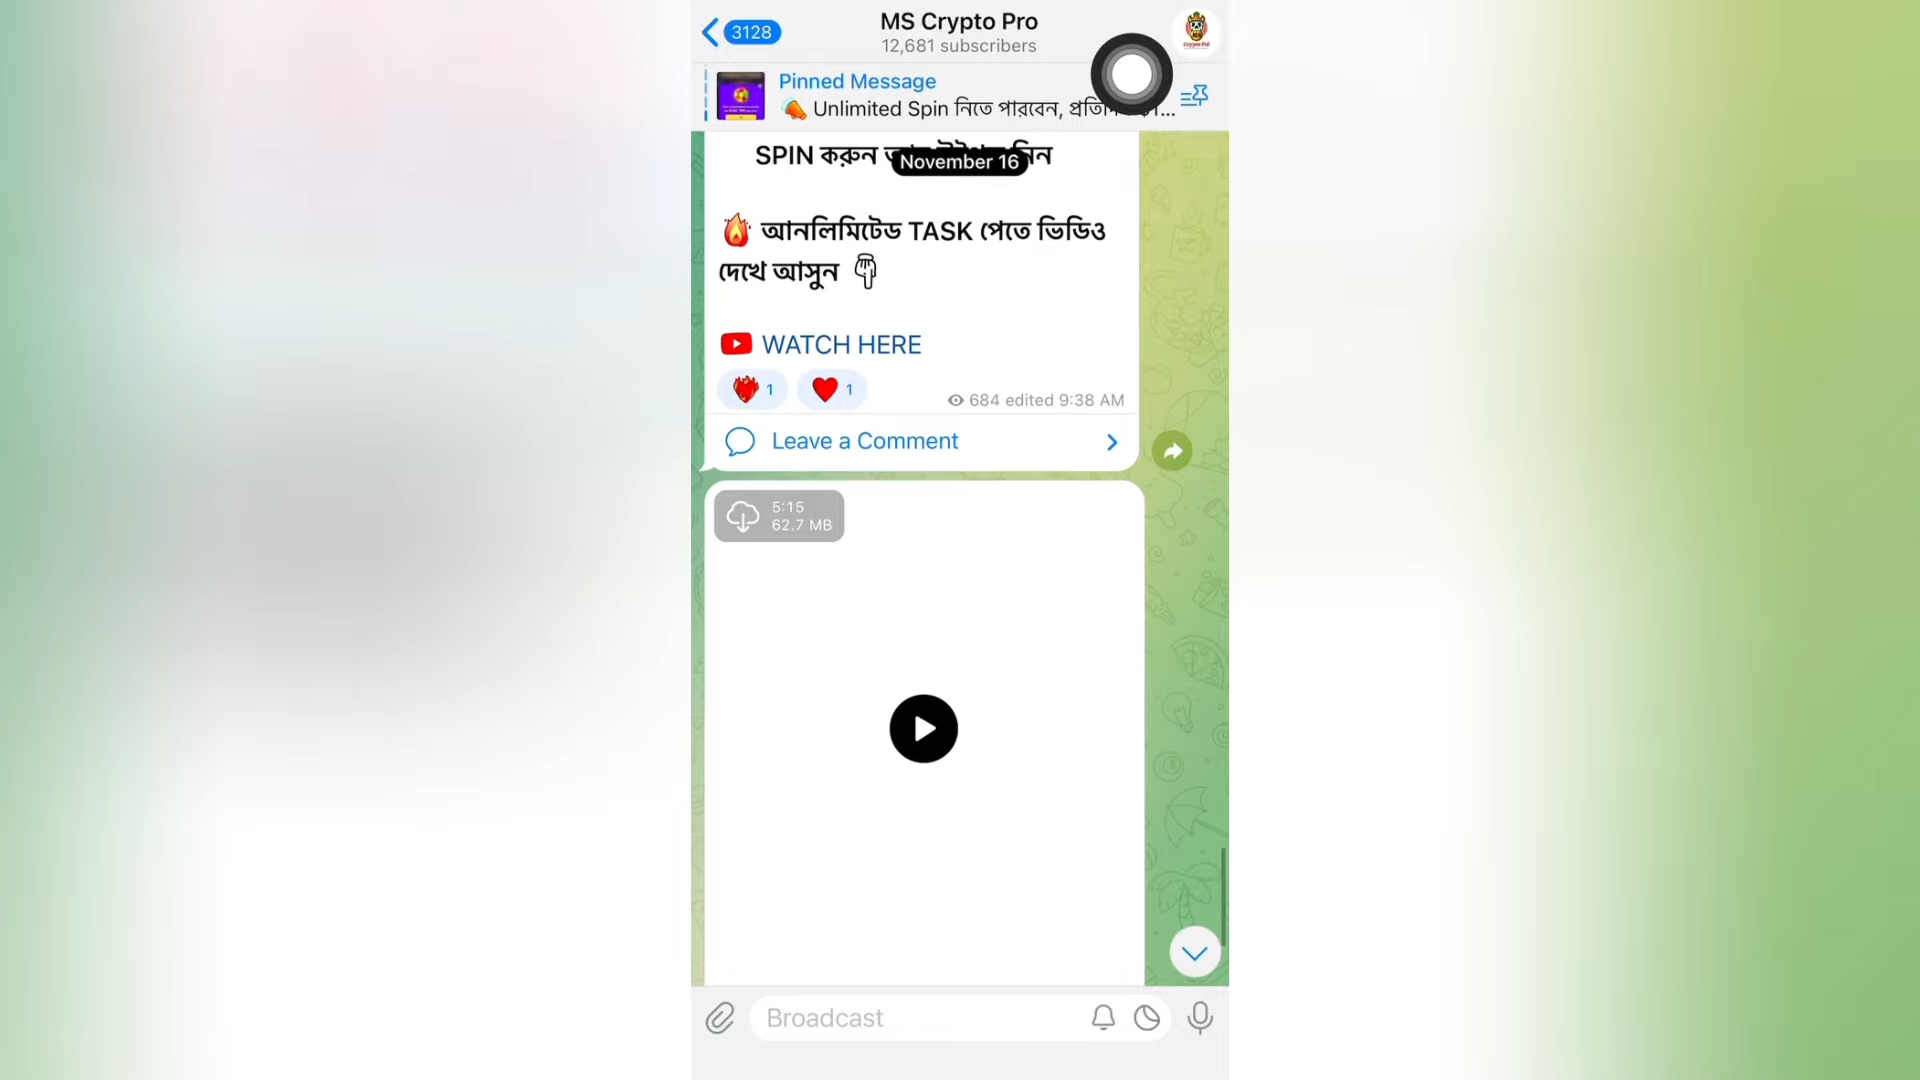 3128
MS Crypto Pro
12,681 subscribers
Pinned Message
Unlimited Spin নিতে পারবেন,
SPIN করুন
November 16
আনলিমিটেড TASK পেতে ভিডিও
দেখে আসুন
WATCH HERE
1 1
684 edited 9:38 AM
Leave a Comment
5:15
62.7 MB
Broadcast